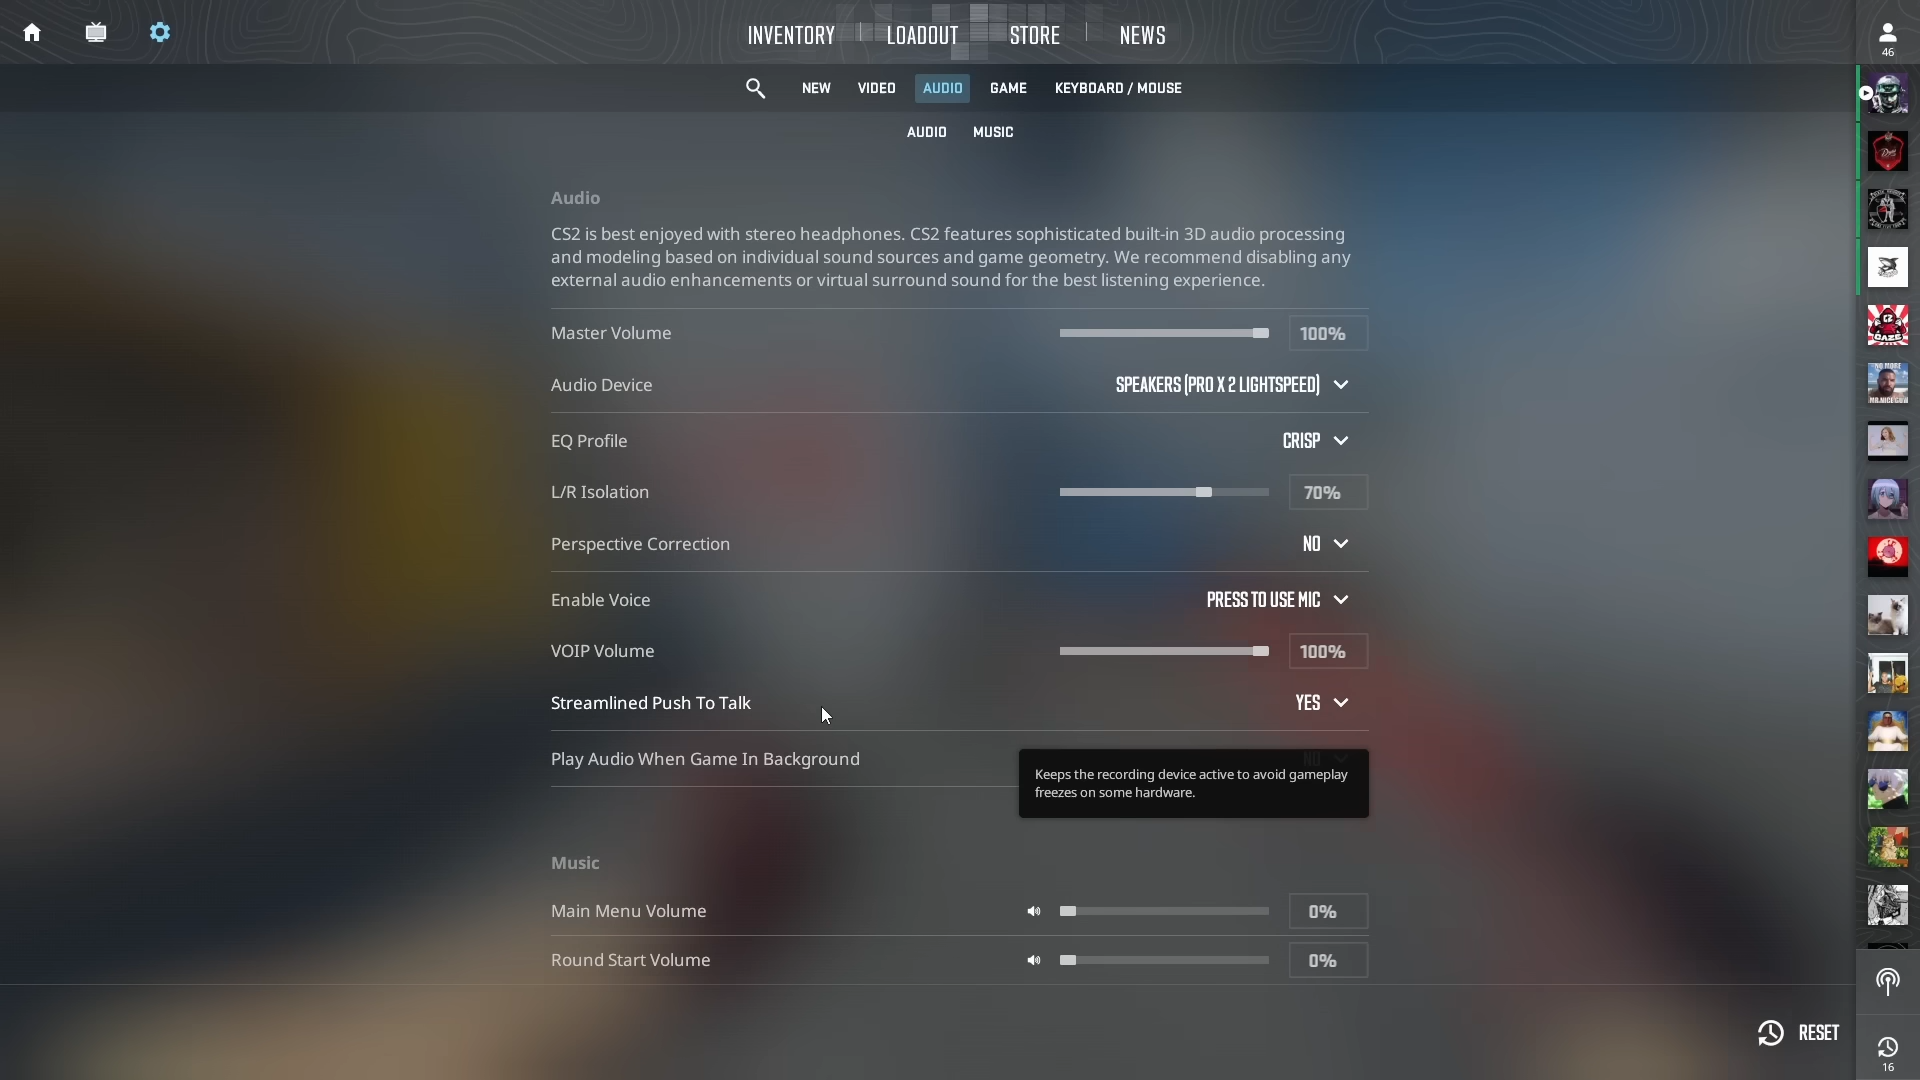 INVENTORY
LOADOUT
STORE
NEWS
46
NEW
VIDEO
AUDIO
GAME
KEYBOARD / MOUSE
AUDIO
MUSIC
Audio
CS2 is best enjoyed with stereo headphones. CS2 features sophisticated built-in 3D audio processing
and modeling based on individual sound sources and game geometry. We recommend disabling any
external audio enhancements or virtual surround sound for the best listening experience.
Master Volume
100%
Audio Device
SPEAKERS (PRO X 2 LIGHTSPEED)
EQ Profile
CRISP
L/R Isolation
70%
Perspective Correction
NO
Enable Voice
PRESS TO USE MIC
VOIP Volume
100%
Streamlined Push To Talk
YES
Play Audio When Game In Background
NO
Keeps the recording device active to avoid gameplay
freezes on some hardware.
Music
Main Menu Volume
0%
Round Start Volume
0%
RESET
16
NO MORE
MR.NICE GUY